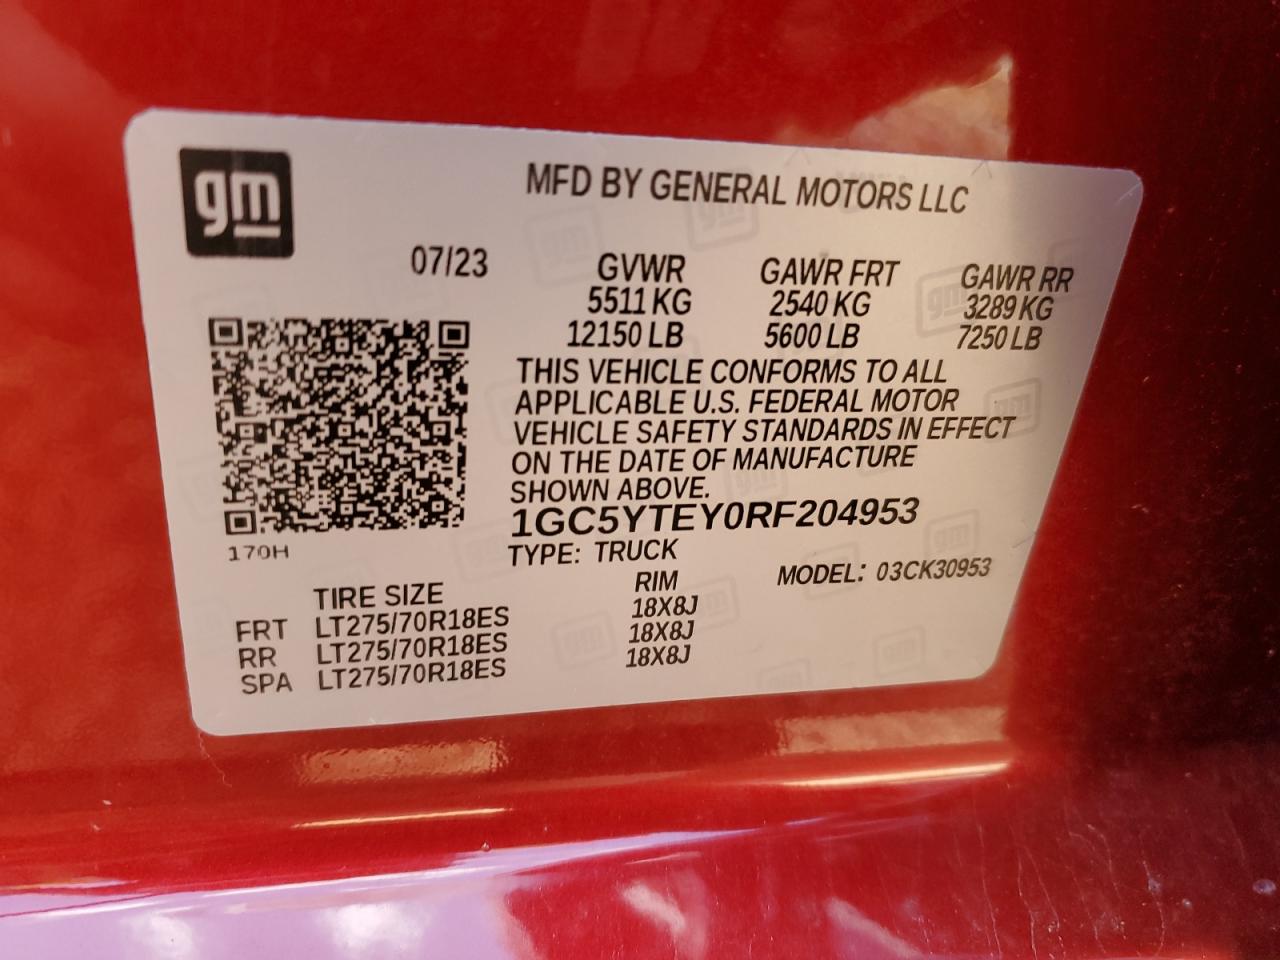 gm
MFD BY GENERAL MOTORS LLC
07/23 GVWR GAWR FRT GAWR RR
5511 KG 2540 KG 3289 KG
12150 LB 5600 LB 7250 LB
THIS VEHICLE CONFORMS TO ALL
APPLICABLE U.S. FEDERAL MOTOR
VEHICLE SAFETY STANDARDS IN EFFECT
ON THE DATE OF MANUFACTURE
SHOWN ABOVE.
1GC5YTEY0RF204953
170H
TYPE: TRUCK
MODEL: 03CK30953
TIRE SIZE RIM
FRT LT275/70R18ES 18X8J
RR LT275/70R18ES 18X8J
SPA LT275/70R18ES 18X8J